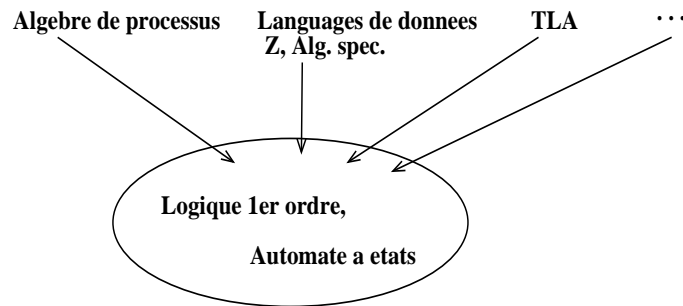 Algebre de processus Languages de donnees TLA ...
Z, Alg. spec.
Logique 1er ordre,
Automate a etats